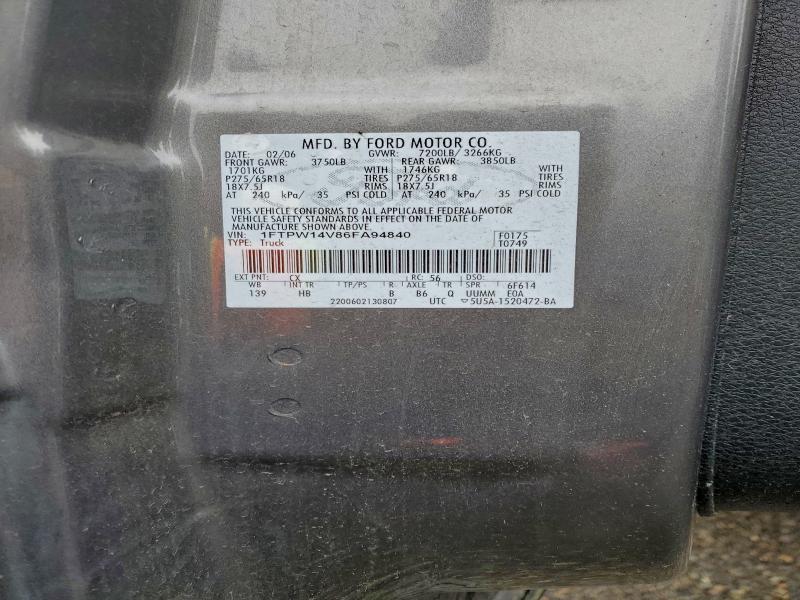 MFD. BY FORD MOTOR CO.
DATE: 02/06 GVWR: 7200LB/ 3266KG
FRONT GAWR: 3750LB REAR GAWR: 3850LB
1701KG WITH 1746KG WITH
P275/65R18 TIRES P275/65R18 TIRES
18X7.5J RIMS 18X7.5J RIMS
AT 240 kPa/ 35 PSI COLD AT 240 kPa/ 35 PSI COLD
THIS VEHICLE CONFORMS TO ALL APPLICABLE FEDERAL MOTOR
VEHICLE SAFETY STANDARDS IN EFFECT ON THE DATE OF
MANUFACTURE SHOWN ABOVE.
VIN: 1FTPW14V86FA94840 F0175
TYPE: Truck T0749
EXT PNT: CX RC: 56 DSO:
WB INT TR TP/PS R AXLE TR SPR 6F614
139 HB B B6 Q UUMM E0A
2200602130807 UTC ▽5U5A-1520472-BA